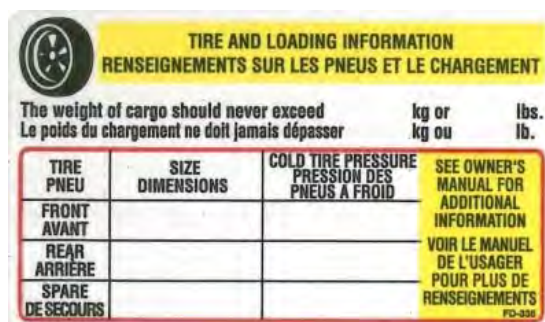 TIRE AND LOADING INFORMATION
RENSEIGNEMENTS SUR LES PNEUS ET LE CHARGEMENT
The weight of cargo should never exceed kg or lbs.
Le poids du chargement ne doit jamais dépasser kg ou lb.
TIRE
PNEU
SIZE
DIMENSIONS
COLD TIRE PRESSURE
PRESSION DES
PNEUS A FROID
SEE OWNER'S
MANUAL FOR
ADDITIONAL
INFORMATION
VOIR LE MANUEL
DE L'USAGER
POUR PLUS DE
RENSEIGNEMENTS
FRONT
AVANT
REAR
ARRIÈRE
SPARE
DE SECOURS
FD-338